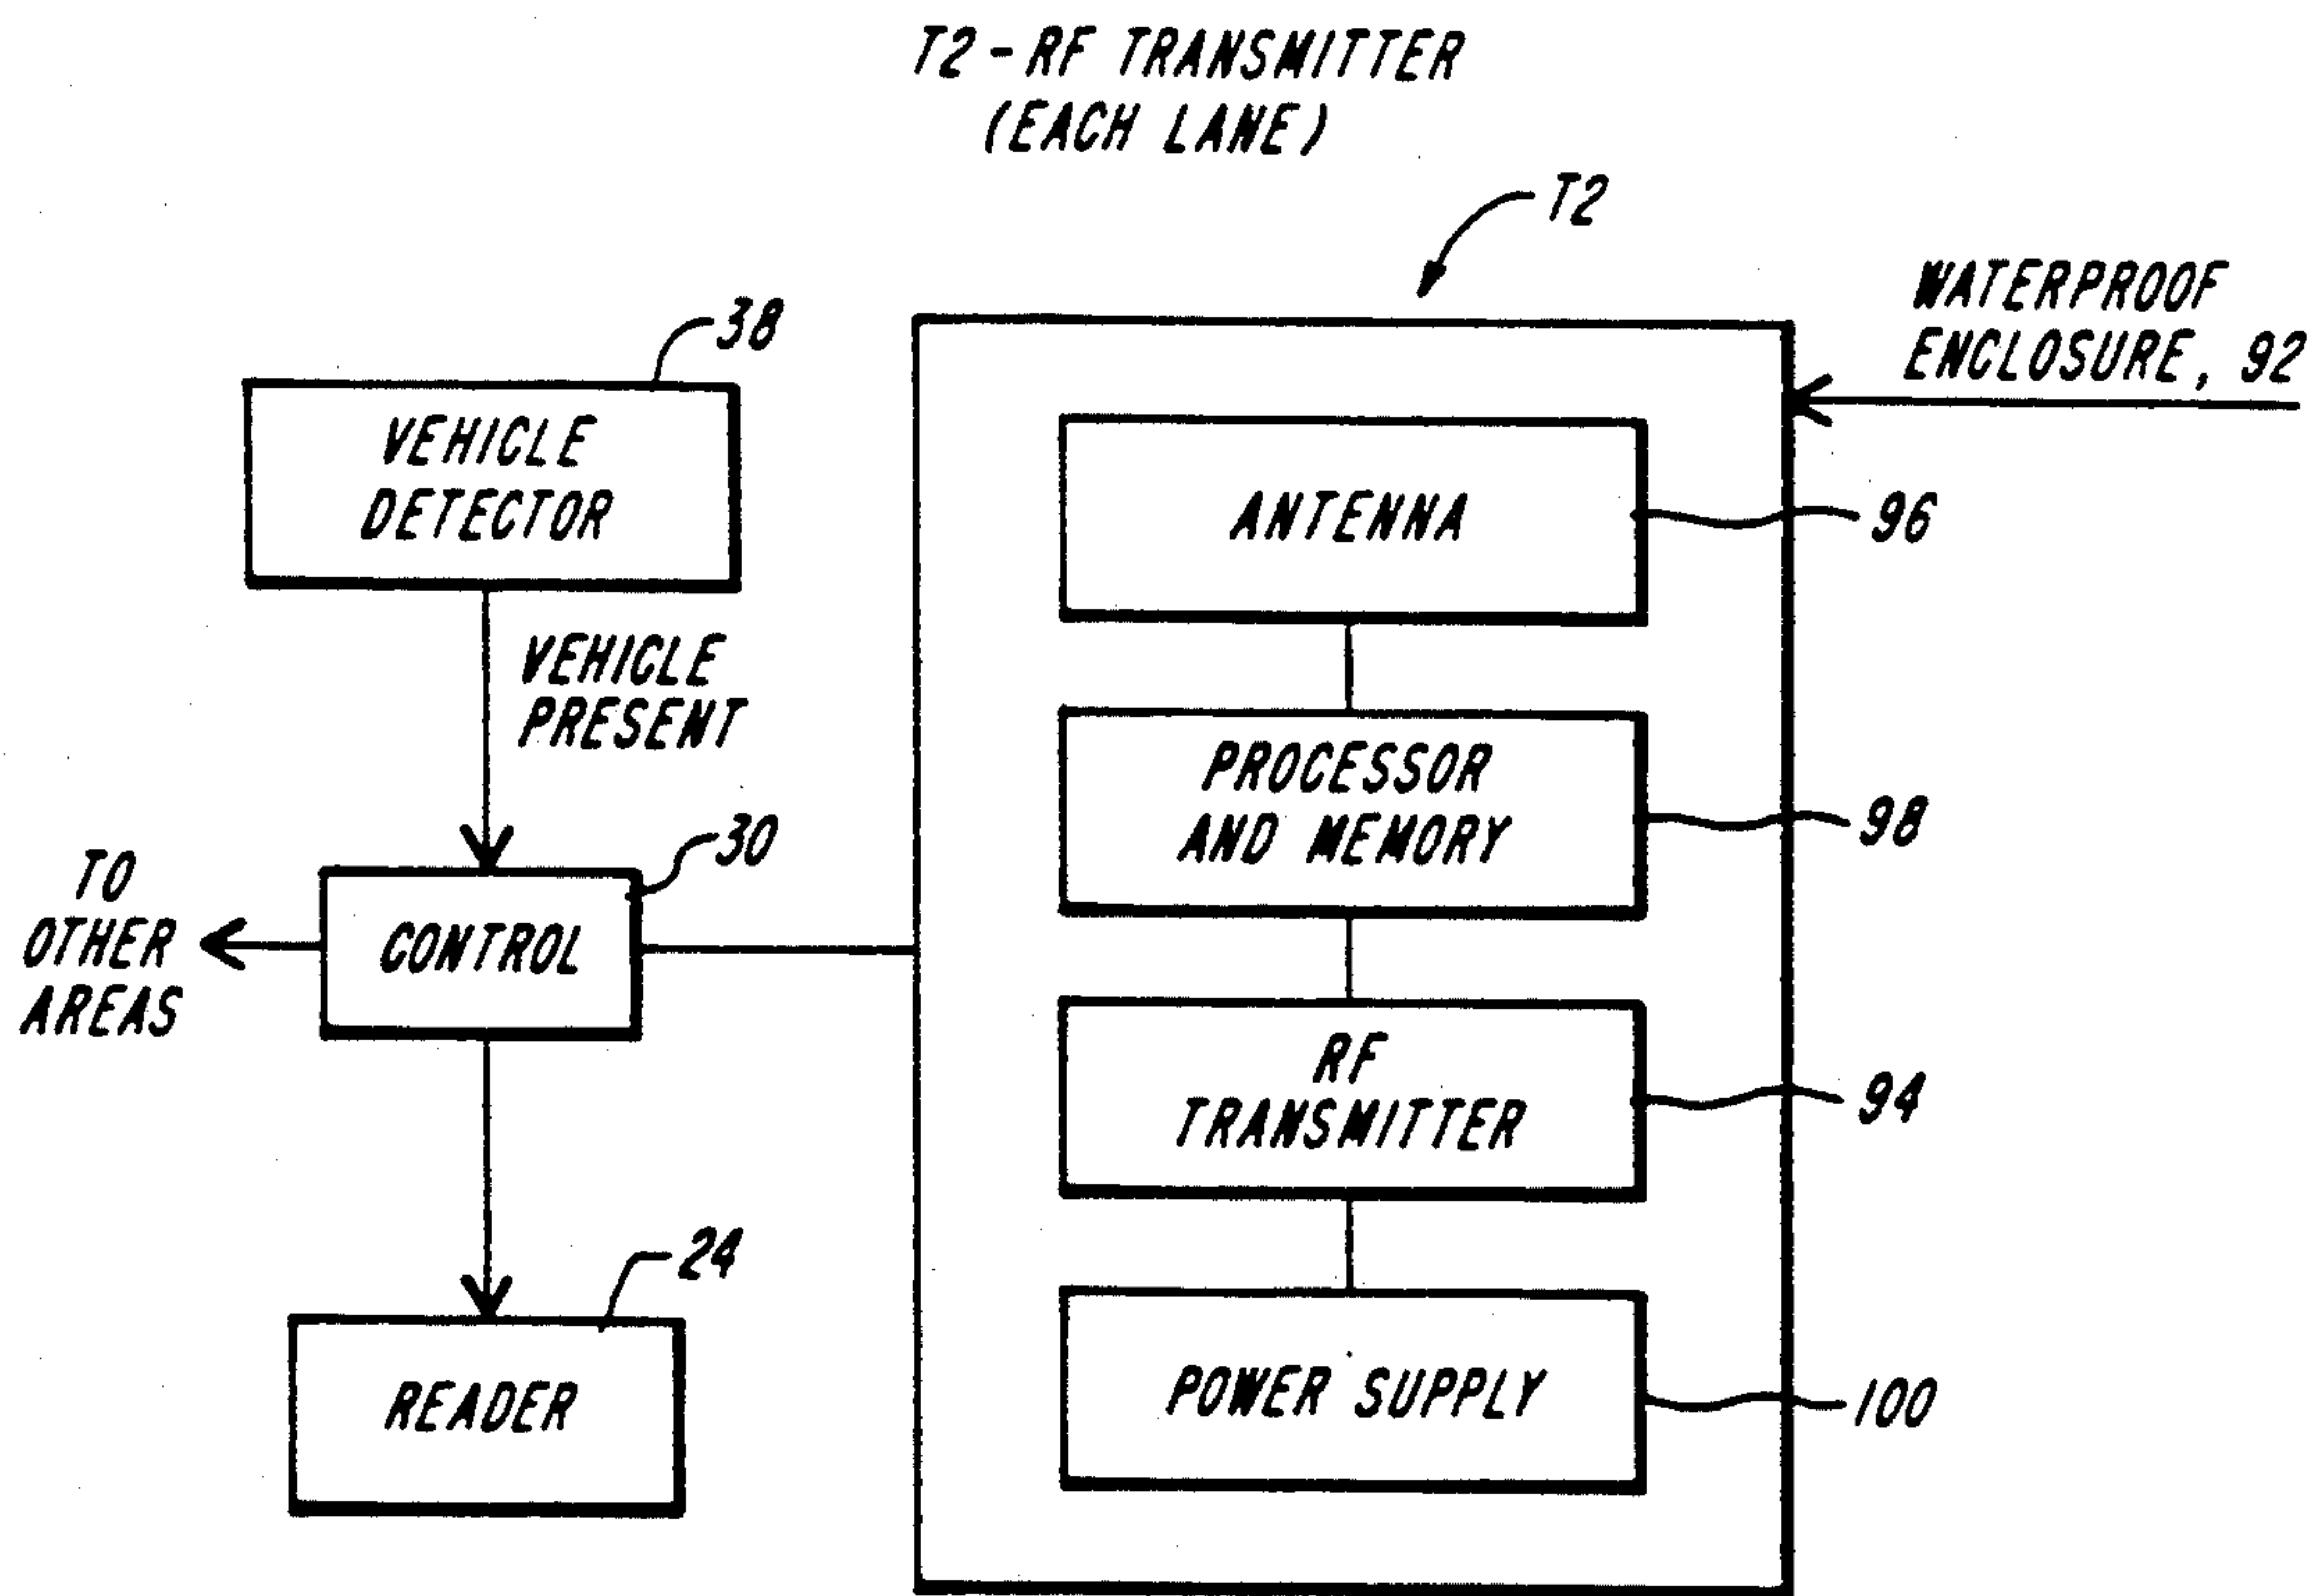 T2 - RF TRANSMITTER
(EACH LANE)
T2
WATERPROOF
ENCLOSURE, 92
38
VEHICLE
DETECTOR
ANTENNA
96
VEHICLE
PRESENT
PROCESSOR
AND MEMORY
98
30
TO
OTHER
AREAS
CONTROL
RF
TRANSMITTER
94
24
READER
POWER SUPPLY
100